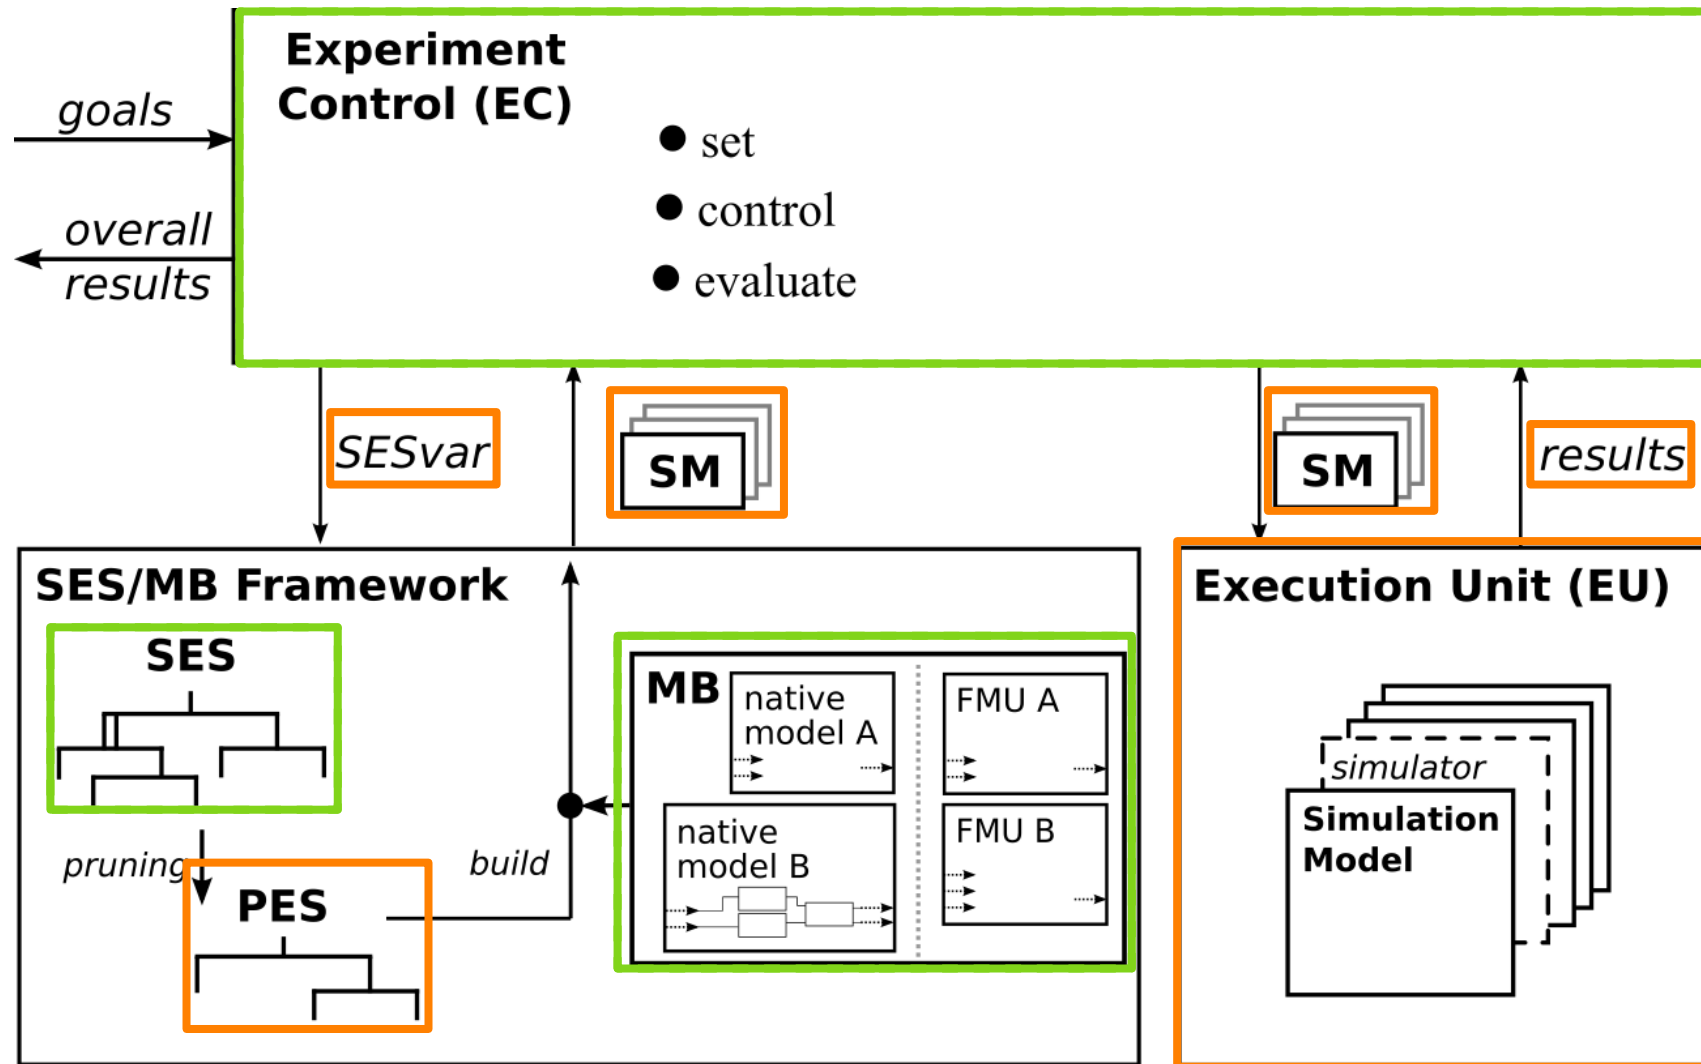 Experiment
Control (EC)
goals
overall
results
● set
● control
● evaluate
SESvar
SM
SM
results
SES/MB Framework
SES
pruning
PES
build
MB
native
model A
FMU A
native
model B
FMU B
Execution Unit (EU)
simulator
Simulation
Model